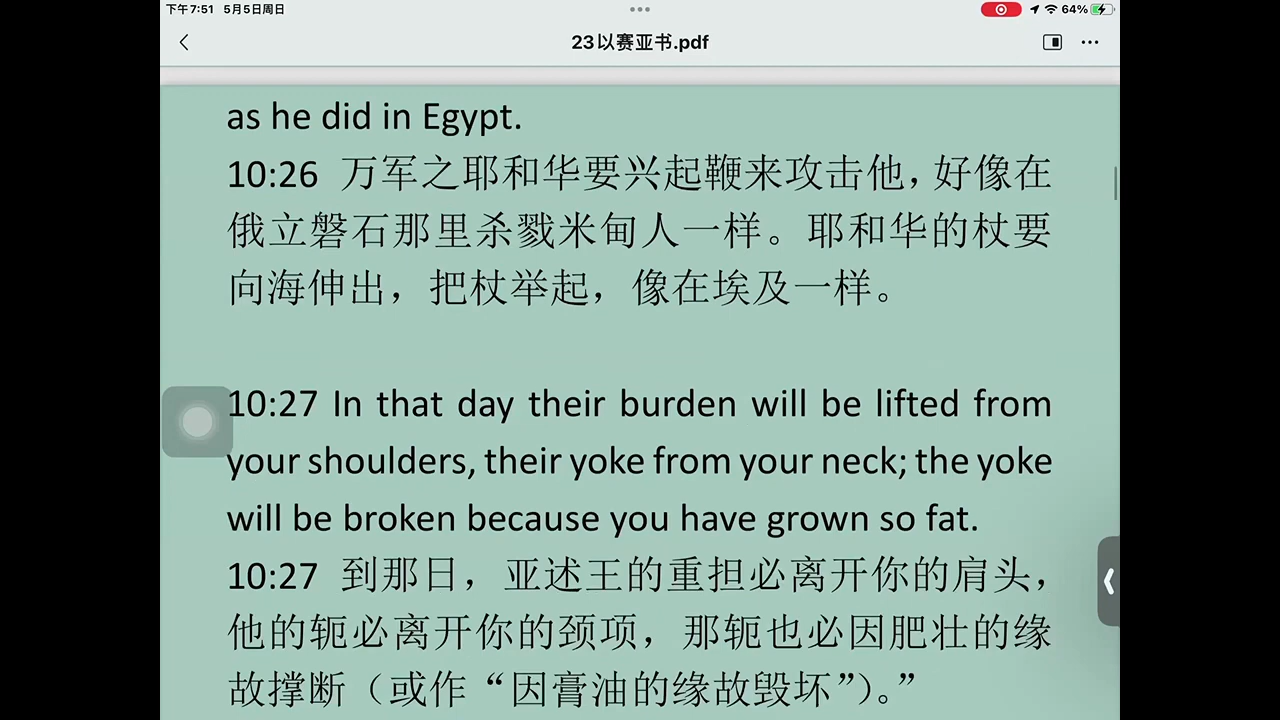 下午7:51 5月5日周日
64%
23以赛亚书.pdf
as he did in Egypt.
10:26 万军之耶和华要兴起鞭来攻击他，好像在
俄立磐石那里杀戮米甸人一样。耶和华的杖要
向海伸出，把杖举起，像在埃及一样。
10:27 In that day their burden will be lifted from
your shoulders, their yoke from your neck; the yoke
will be broken because you have grown so fat.
10:27 到那日，亚述王的重担必离开你的肩头，
他的轭必离开你的颈项，那轭也必因肥壮的缘
故撑断（或作“因膏油的缘故毁坏”）。”